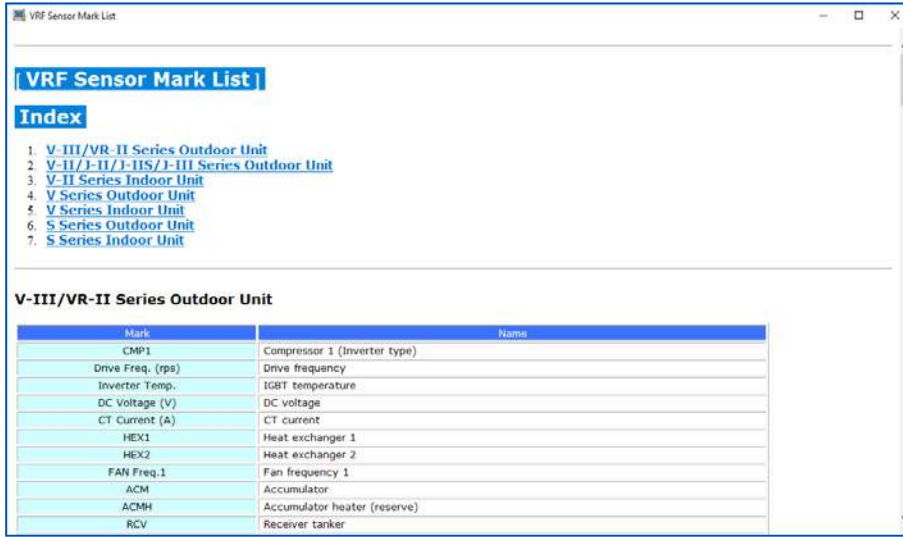 VRF Sensor Mark List
[ VRF Sensor Mark List ]
Index
1. V-III/VR-II Series Outdoor Unit
2. V-II/J-II/J-IIS/J-III Series Outdoor Unit
3. V-II Series Indoor Unit
4. V Series Outdoor Unit
5. V Series Indoor Unit
6. S Series Outdoor Unit
7. S Series Indoor Unit
V-III/VR-II Series Outdoor Unit
Mark Name
CMP1 Compressor 1 (Inverter type)
Drive Freq. (rps) Drive frequency
Inverter Temp. IGBT temperature
DC Voltage (V) DC voltage
CT Current (A) CT current
HEX1 Heat exchanger 1
HEX2 Heat exchanger 2
FAN Freq.1 Fan frequency 1
ACM Accumulator
ACMH Accumulator heater (reserve)
RCV Receiver tanker